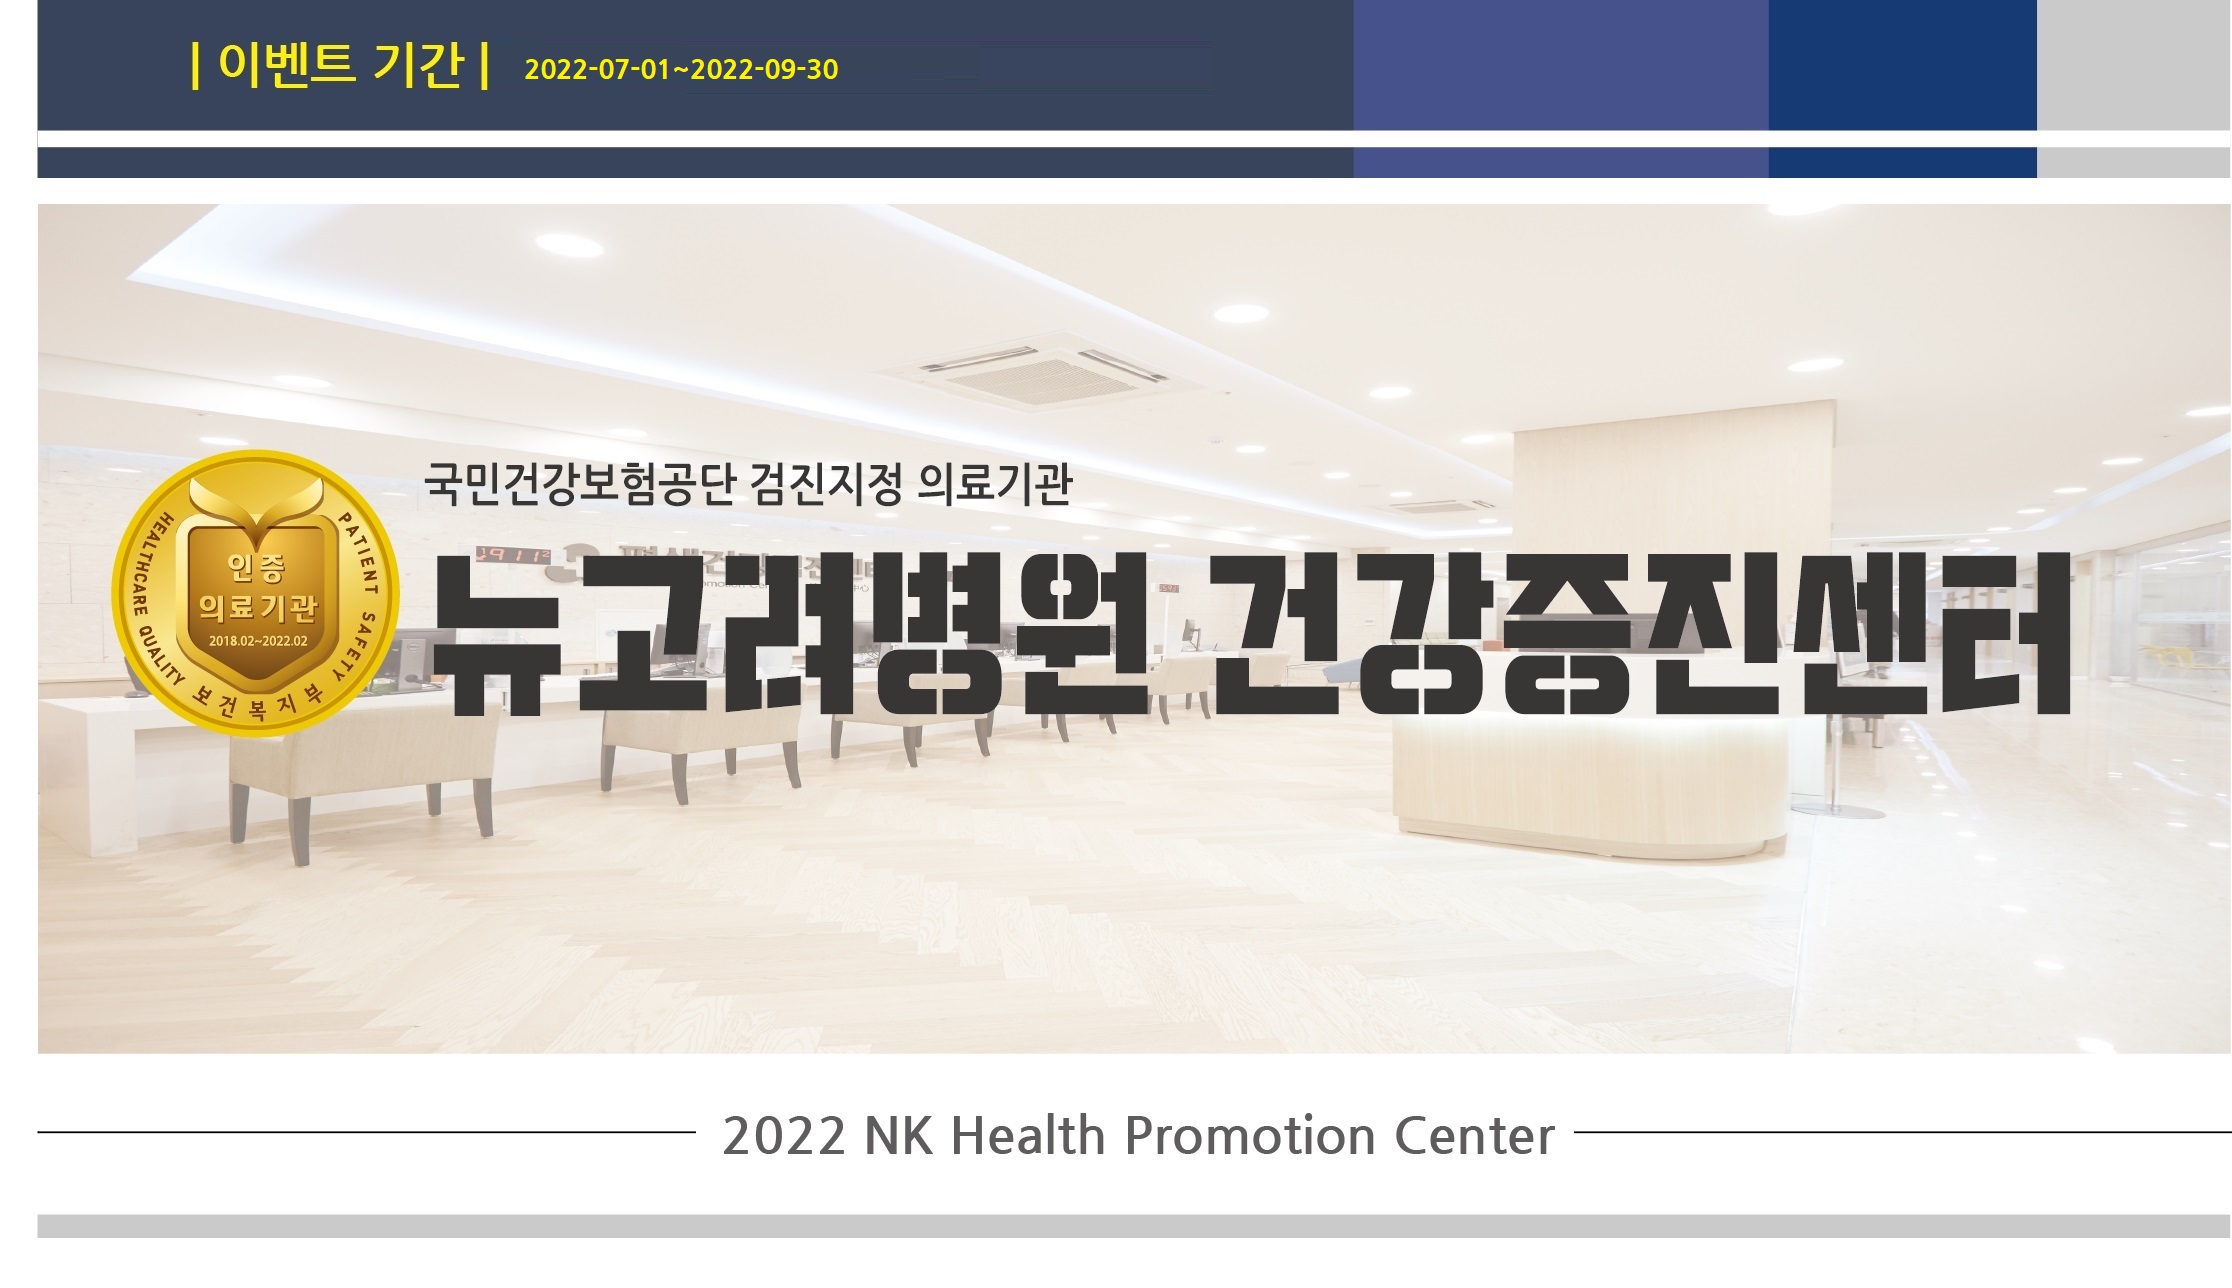 | 이벤트 기간 | 2022-07-01~2022-09-30
국민건강보험공단 검진지정 의료기관
뉴고려병원 건강증진센터
HEALTHCARE QUALITY
PATIENT SAFETY
인증
의료기관
2018.02~2022.02
보건복지부
2022 NK Health Promotion Center